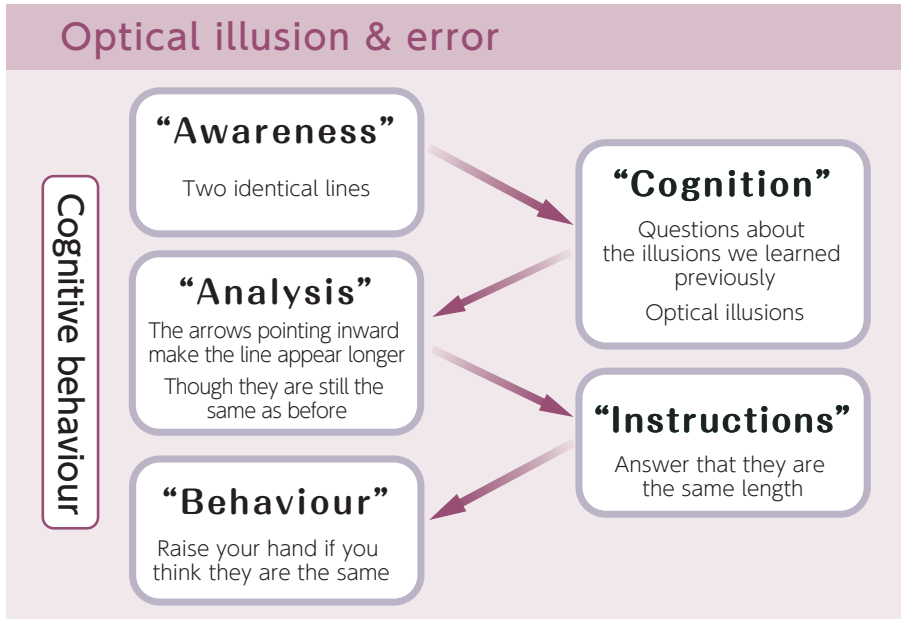 Optical illusion & error
Cognitive behaviour
“Awareness”
Two identical lines
“Cognition”
Questions about
the illusions we learned
previously
Optical illusions
“Analysis”
The arrows pointing inward
make the line appear longer
Though they are still the
same as before
“Instructions”
Answer that they are
the same length
“Behaviour”
Raise your hand if you
think they are the same